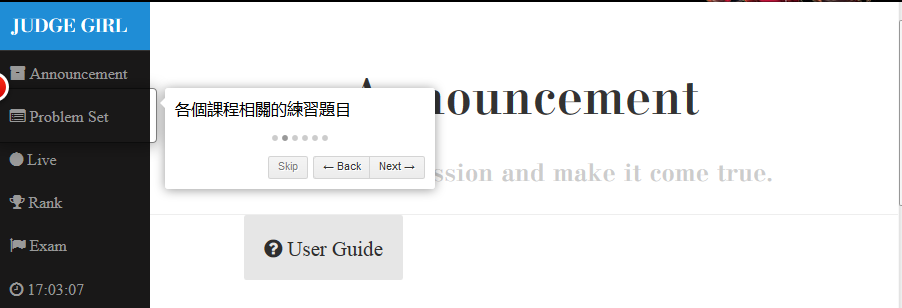 JUDGE GIRL
Announcement
Problem Set
Live
Rank
Exam
17:03:07
各個課程相關的練習題目
Skip
← Back
Next →
nouncement
ssion and make it come true.
User Guide